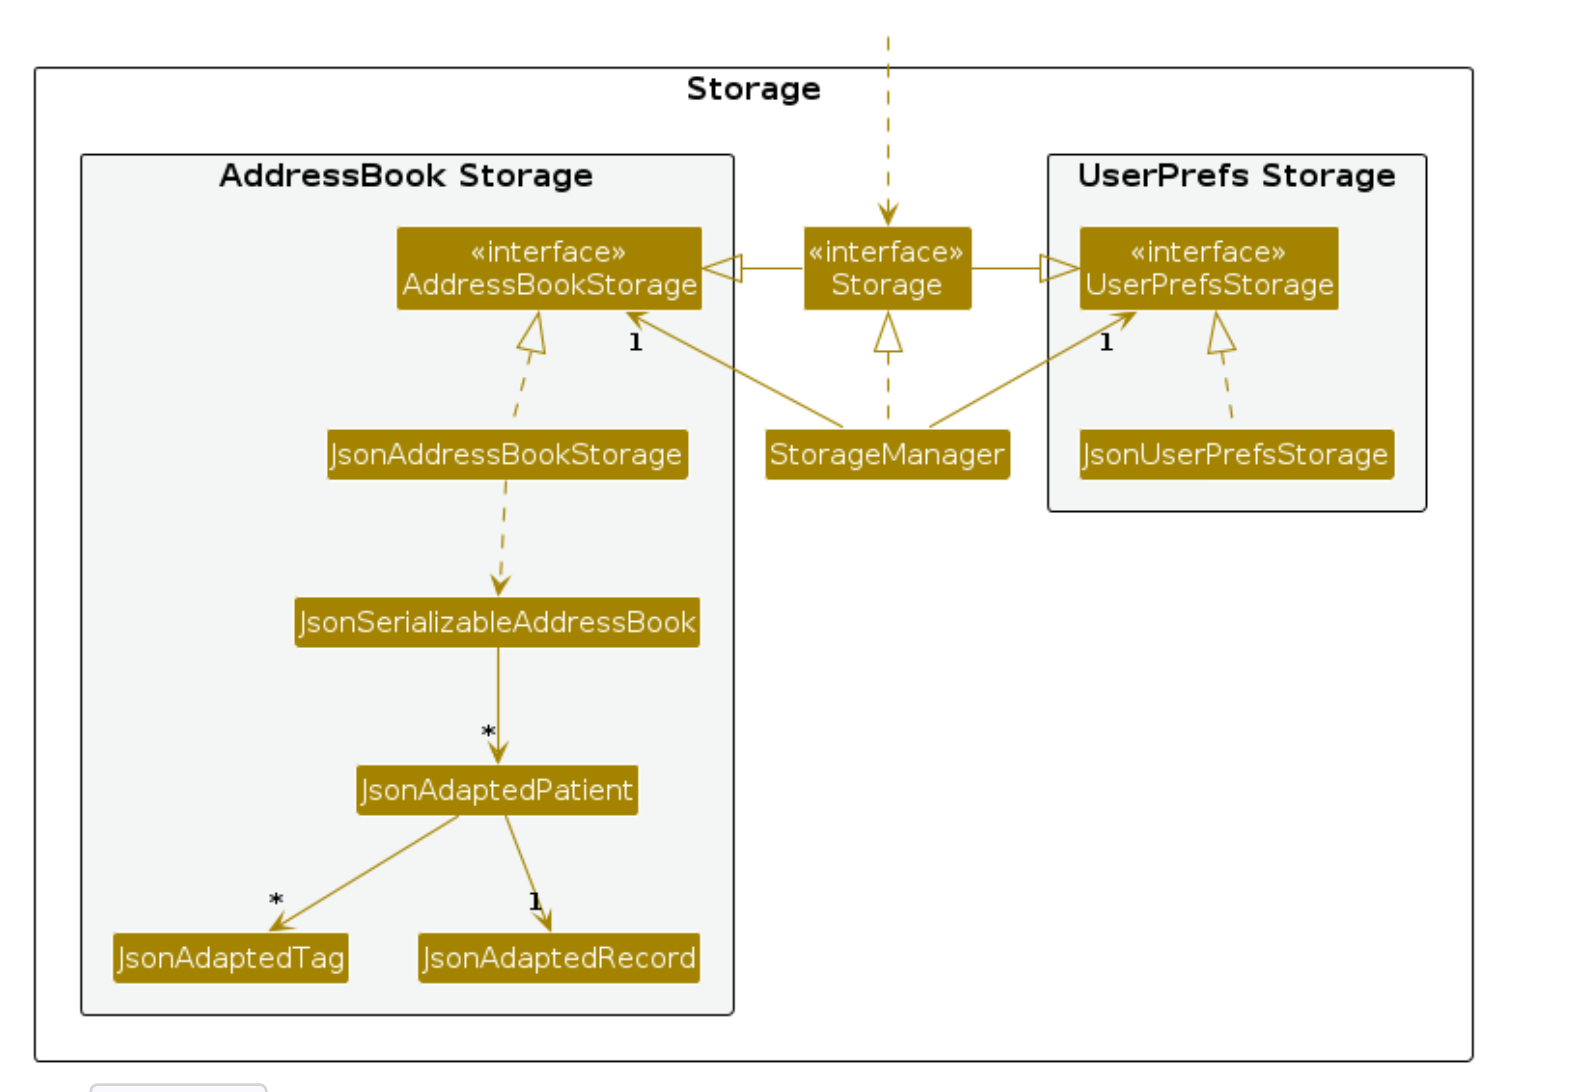 Storage
AddressBook Storage
UserPrefs Storage
«interface»
AddressBookStorage
«interface»
Storage
«interface»
UserPrefsStorage
1
1
JsonAddressBookStorage
StorageManager
JsonUserPrefsStorage
JsonSerializableAddressBook
*
JsonAdaptedPatient
*
1
JsonAdaptedTag
JsonAdaptedRecord